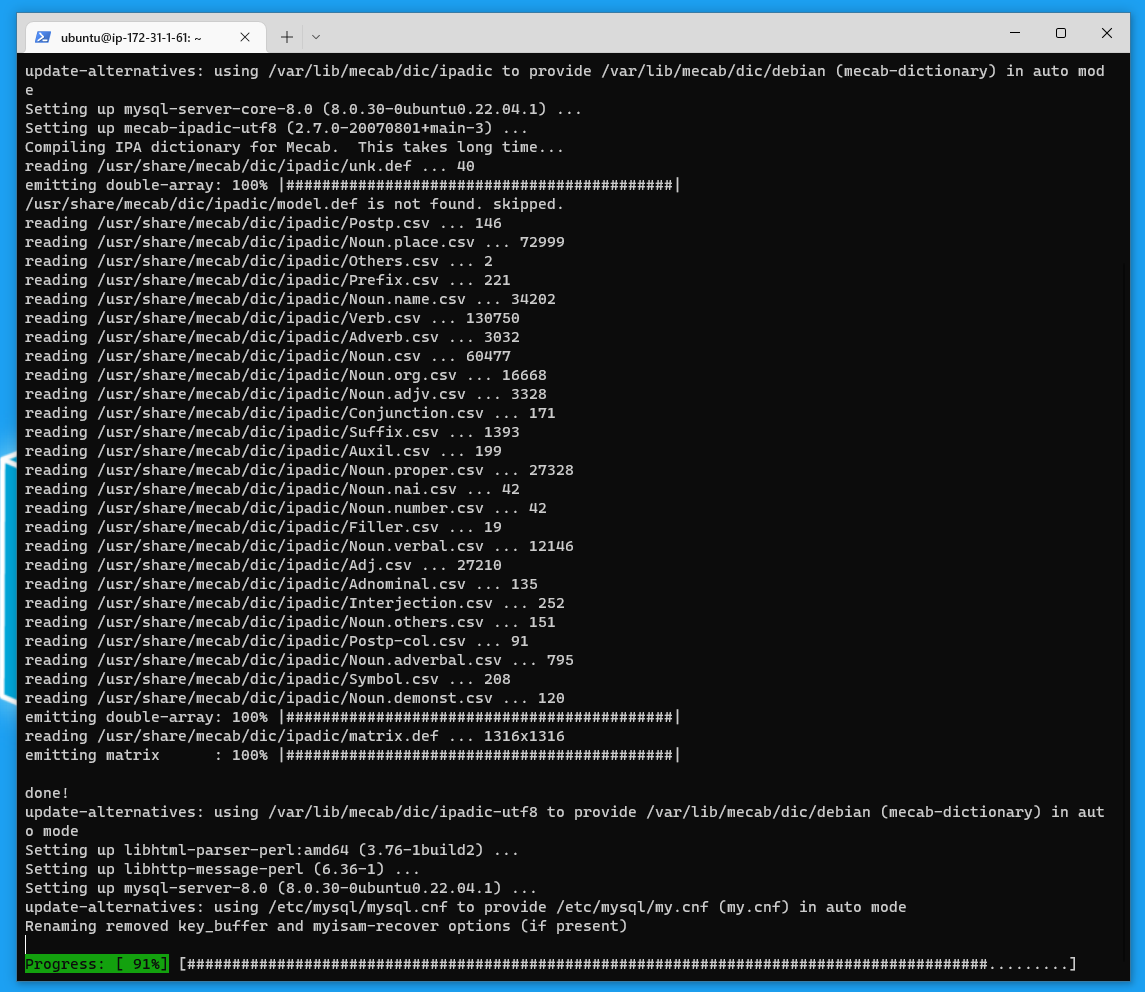 ubuntu@ip-172-31-1-61: ~
update-alternatives: using /var/lib/mecab/dic/ipadic to provide /var/lib/mecab/dic/debian (mecab-dictionary) in auto mod
e
Setting up mysql-server-core-8.0 (8.0.30-0ubuntu0.22.04.1) ...
Setting up mecab-ipadic-utf8 (2.7.0-20070801+main-3) ...
Compiling IPA dictionary for Mecab.  This takes long time...
reading /usr/share/mecab/dic/ipadic/unk.def ... 40
emitting double-array: 100% |###########################################|
/usr/share/mecab/dic/ipadic/model.def is not found. skipped.
reading /usr/share/mecab/dic/ipadic/Postp.csv ... 146
reading /usr/share/mecab/dic/ipadic/Noun.place.csv ... 72999
reading /usr/share/mecab/dic/ipadic/Others.csv ... 2
reading /usr/share/mecab/dic/ipadic/Prefix.csv ... 221
reading /usr/share/mecab/dic/ipadic/Noun.name.csv ... 34202
reading /usr/share/mecab/dic/ipadic/Verb.csv ... 130750
reading /usr/share/mecab/dic/ipadic/Adverb.csv ... 3032
reading /usr/share/mecab/dic/ipadic/Noun.csv ... 60477
reading /usr/share/mecab/dic/ipadic/Noun.org.csv ... 16668
reading /usr/share/mecab/dic/ipadic/Noun.adjv.csv ... 3328
reading /usr/share/mecab/dic/ipadic/Conjunction.csv ... 171
reading /usr/share/mecab/dic/ipadic/Suffix.csv ... 1393
reading /usr/share/mecab/dic/ipadic/Auxil.csv ... 199
reading /usr/share/mecab/dic/ipadic/Noun.proper.csv ... 27328
reading /usr/share/mecab/dic/ipadic/Noun.nai.csv ... 42
reading /usr/share/mecab/dic/ipadic/Noun.number.csv ... 42
reading /usr/share/mecab/dic/ipadic/Filler.csv ... 19
reading /usr/share/mecab/dic/ipadic/Noun.verbal.csv ... 12146
reading /usr/share/mecab/dic/ipadic/Adj.csv ... 27210
reading /usr/share/mecab/dic/ipadic/Adnominal.csv ... 135
reading /usr/share/mecab/dic/ipadic/Interjection.csv ... 252
reading /usr/share/mecab/dic/ipadic/Noun.others.csv ... 151
reading /usr/share/mecab/dic/ipadic/Postp-col.csv ... 91
reading /usr/share/mecab/dic/ipadic/Noun.adverbal.csv ... 795
reading /usr/share/mecab/dic/ipadic/Symbol.csv ... 208
reading /usr/share/mecab/dic/ipadic/Noun.demonst.csv ... 120
emitting double-array: 100% |###########################################|
reading /usr/share/mecab/dic/ipadic/matrix.def ... 1316x1316
emitting matrix      : 100% |###########################################|
done!
update-alternatives: using /var/lib/mecab/dic/ipadic-utf8 to provide /var/lib/mecab/dic/debian (mecab-dictionary) in aut
o mode
Setting up libhtml-parser-perl:amd64 (3.76-1build2) ...
Setting up libhttp-message-perl (6.36-1) ...
Setting up mysql-server-8.0 (8.0.30-0ubuntu0.22.04.1) ...
update-alternatives: using /etc/mysql/mysql.cnf to provide /etc/mysql/my.cnf (my.cnf) in auto mode
Renaming removed key_buffer and myisam-recover options (if present)
Progress: [ 91%] [#########################################################################################.........]